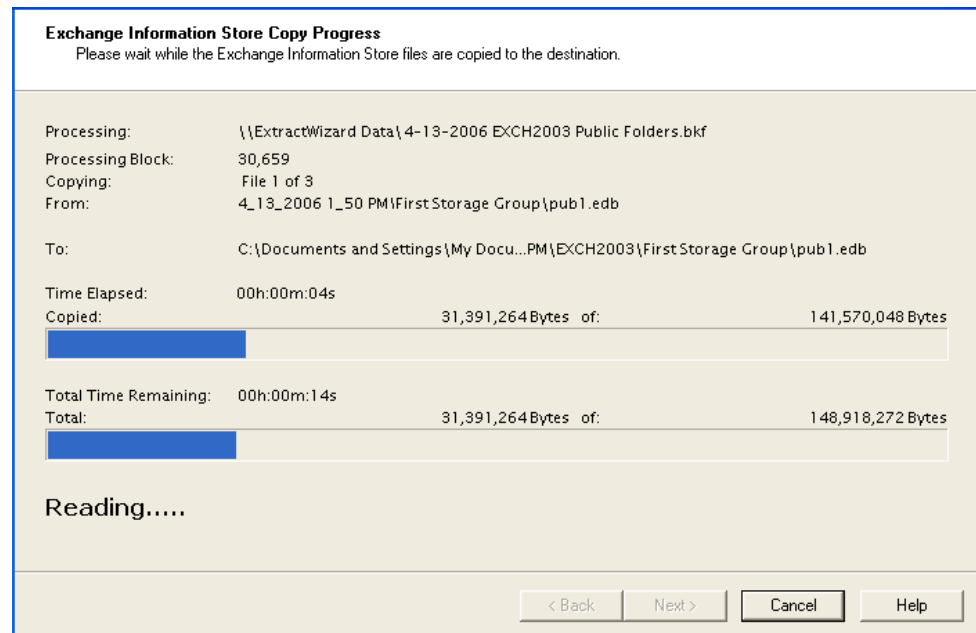 Exchange Information Store Copy Progress
Please wait while the Exchange Information Store files are copied to the destination.
Processing: \\ExtractWizard Data\4-13-2006 EXCH2003 Public Folders.bkf
Processing Block: 30,659
Copying: File 1 of 3
From: 4_13_2006 1_50 PM\First Storage Group\pub1.edb
To: C:\Documents and Settings\My Docu...PM\EXCH2003\First Storage Group\pub1.edb
Time Elapsed: 00h:00m:04s
Copied: 31,391,264 Bytes of: 141,570,048 Bytes
Total Time Remaining: 00h:00m:14s
Total: 31,391,264 Bytes of: 148,918,272 Bytes
Reading.....
< Back Next > Cancel Help